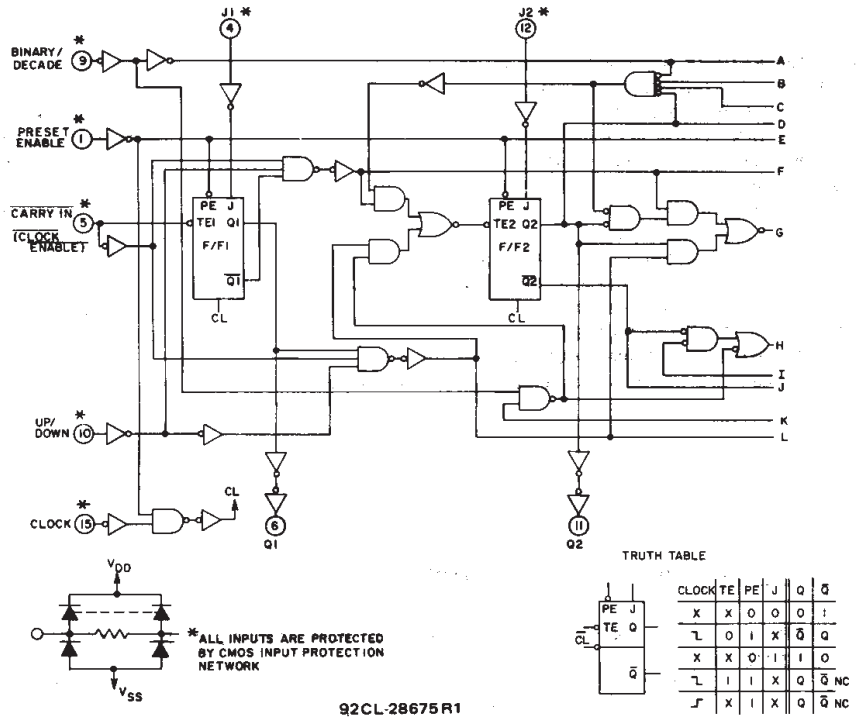 J1 *
4
J2 *
12
*
BINARY/
DECADE 9
A
B
C
D
*
PRESET
ENABLE 1
E
F
*
CARRY IN 5
(CLOCK
ENABLE)
PE J
TE1 Q1
F/F1
Q1
CL
PE J
TE2 Q2
F/F2
Q2
CL
G
H
I
J
K
L
*
UP/
DOWN 10
*
CLOCK 15
CL
6
Q1
11
Q2
VDD
VSS
* ALL INPUTS ARE PROTECTED
BY CMOS INPUT PROTECTION
NETWORK
TRUTH TABLE
PE J
TE Q
CL
Q
CLOCK TE PE J Q Q̅
X X 0 0 0 1
0 1 X Q̅ Q
X X 0 1 1 0
1 1 X Q Q̅ NC
X 1 X Q Q̅ NC
92CL-28675R1